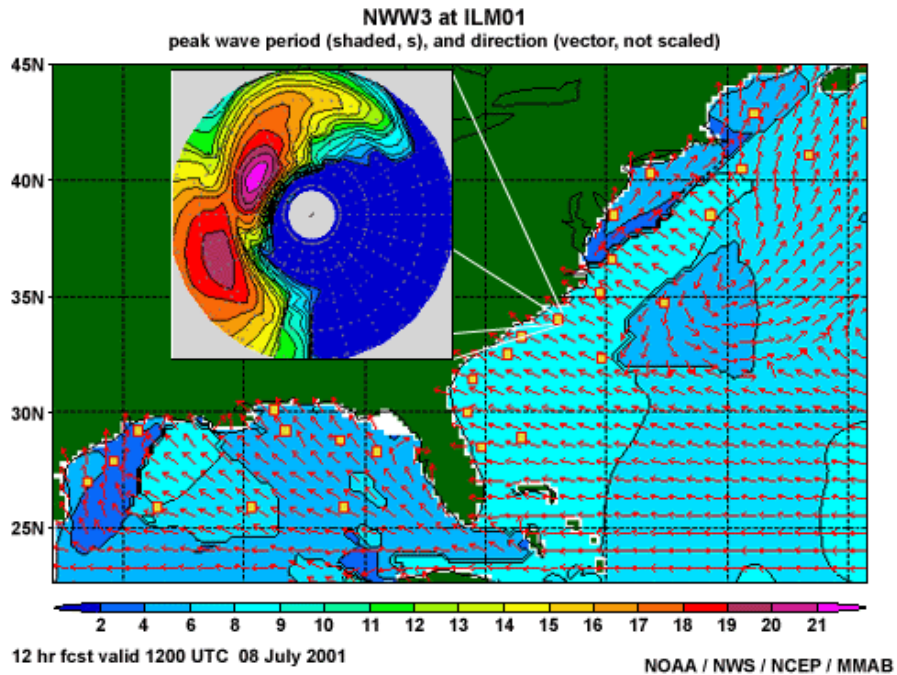 NWW3 at ILM01
peak wave period (shaded, s), and direction (vector, not scaled)
45N
40N
35N
30N
25N
2 4 6 8 9 10 11 12 13 14 15 16 17 18 19 20 21
12 hr fcst valid 1200 UTC 08 July 2001
NOAA / NWS / NCEP / MMAB